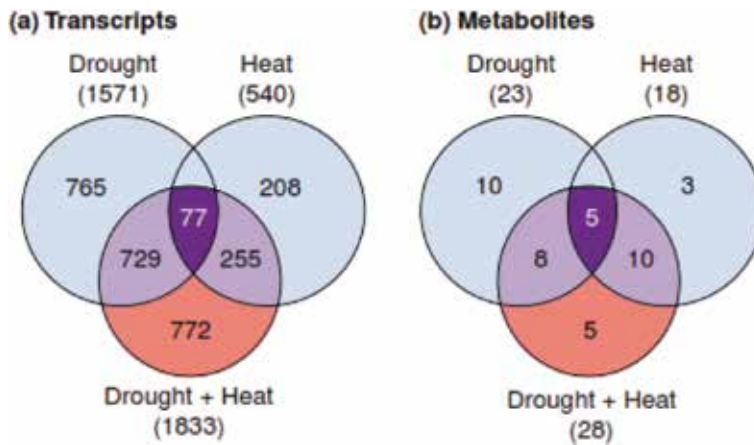 (a) Transcripts
Drought
(1571)
Heat
(540)
765
208
77
729
255
772
Drought + Heat
(1833)
(b) Metabolites
Drought
(23)
Heat
(18)
10
3
5
8
10
5
Drought + Heat
(28)